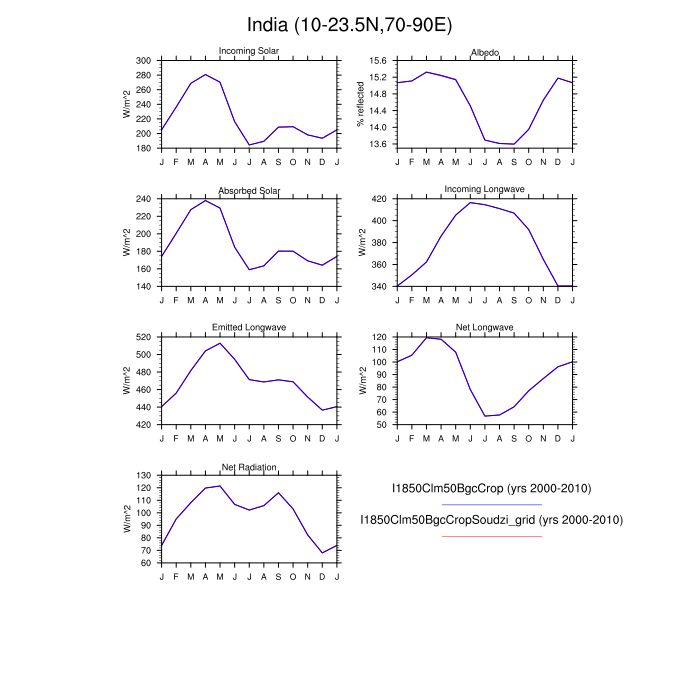 India (10-23.5N,70-90E)
Incoming Solar
W/m^2
300
280
260
240
220
200
180
J F M A M J J A S O N D J
Albedo
% reflected
15.6
15.2
14.8
14.4
14.0
13.6
J F M A M J J A S O N D J
Absorbed Solar
W/m^2
240
220
200
180
160
140
J F M A M J J A S O N D J
Incoming Longwave
W/m^2
420
400
380
360
340
J F M A M J J A S O N D J
Emitted Longwave
W/m^2
520
500
480
460
440
420
J F M A M J J A S O N D J
Net Longwave
W/m^2
120
110
100
90
80
70
60
50
J F M A M J J A S O N D J
Net Radiation
W/m^2
130
120
110
100
90
80
70
60
J F M A M J J A S O N D J
I1850Clm50BgcCrop (yrs 2000-2010)
I1850Clm50BgcCropSoudzi_grid (yrs 2000-2010)